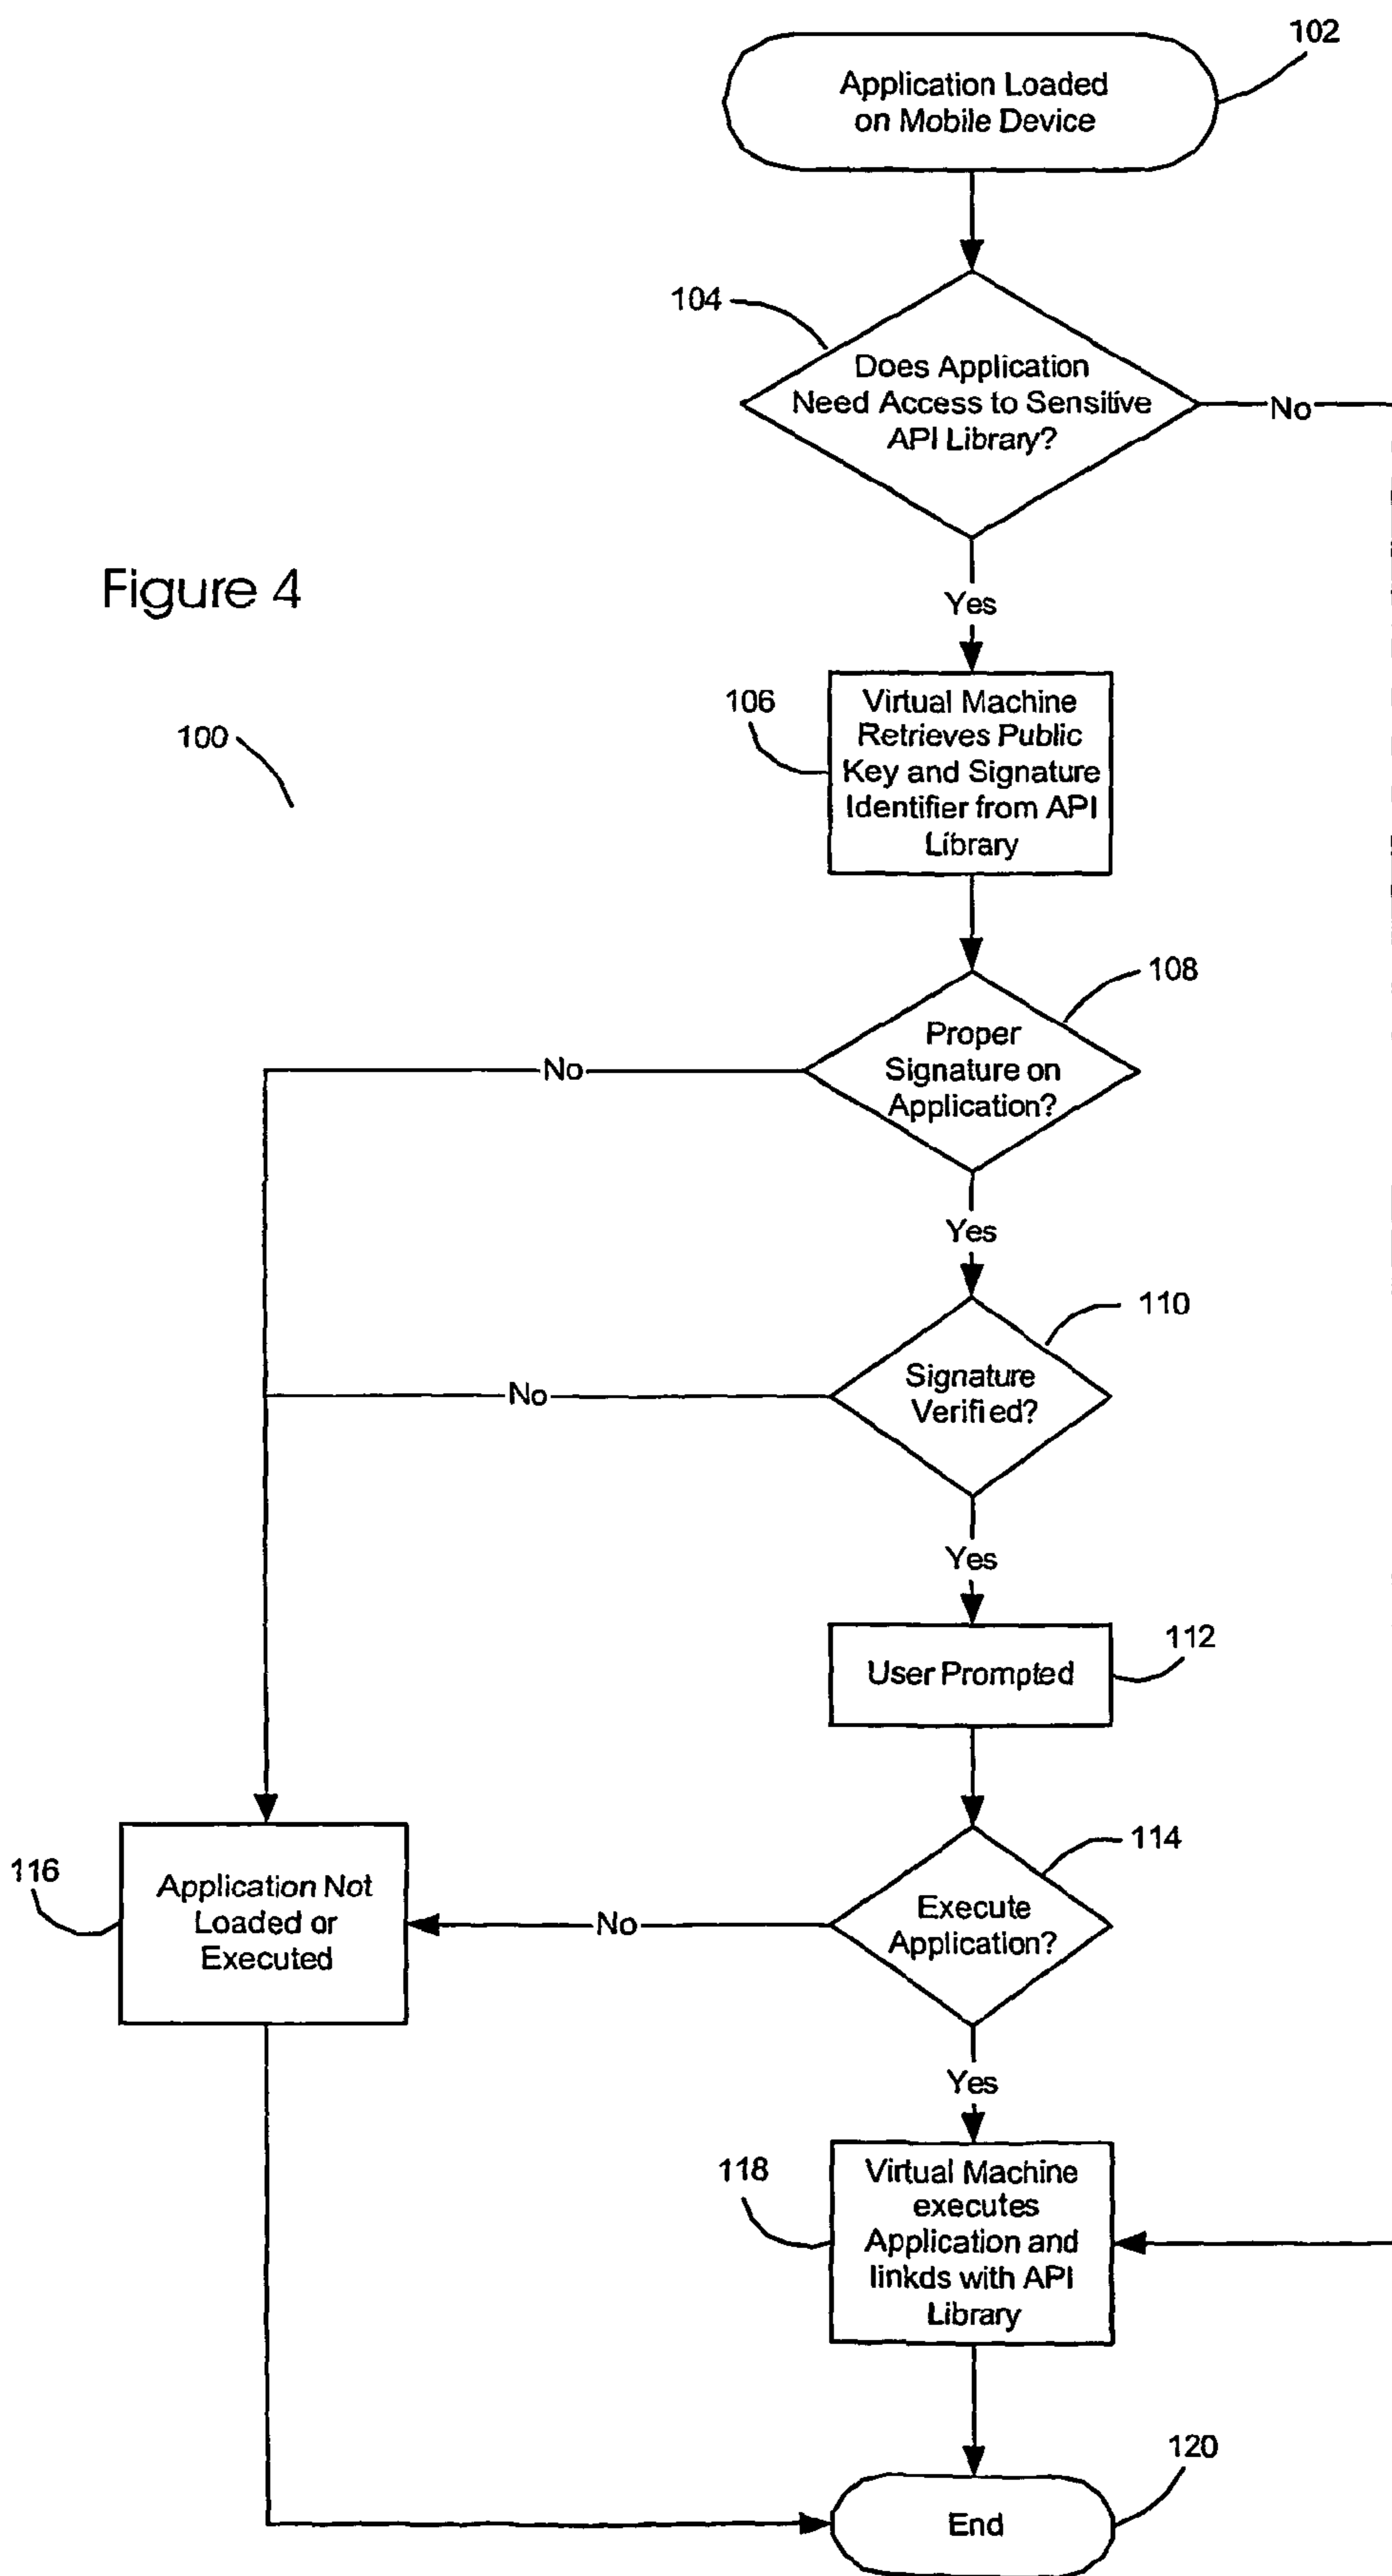 102
Application Loaded
on Mobile Device
104
Does Application
Need Access to Sensitive
API Library?
No
Yes
Figure 4
100
106
Virtual Machine
Retrieves Public
Key and Signature
Identifier from API
Library
108
Proper
Signature on
Application?
No
Yes
110
Signature
Verified?
No
Yes
112
User Prompted
114
Execute
Application?
No
116
Application Not
Loaded or
Executed
Yes
118
Virtual Machine
executes
Application and
linkds with API
Library
120
End